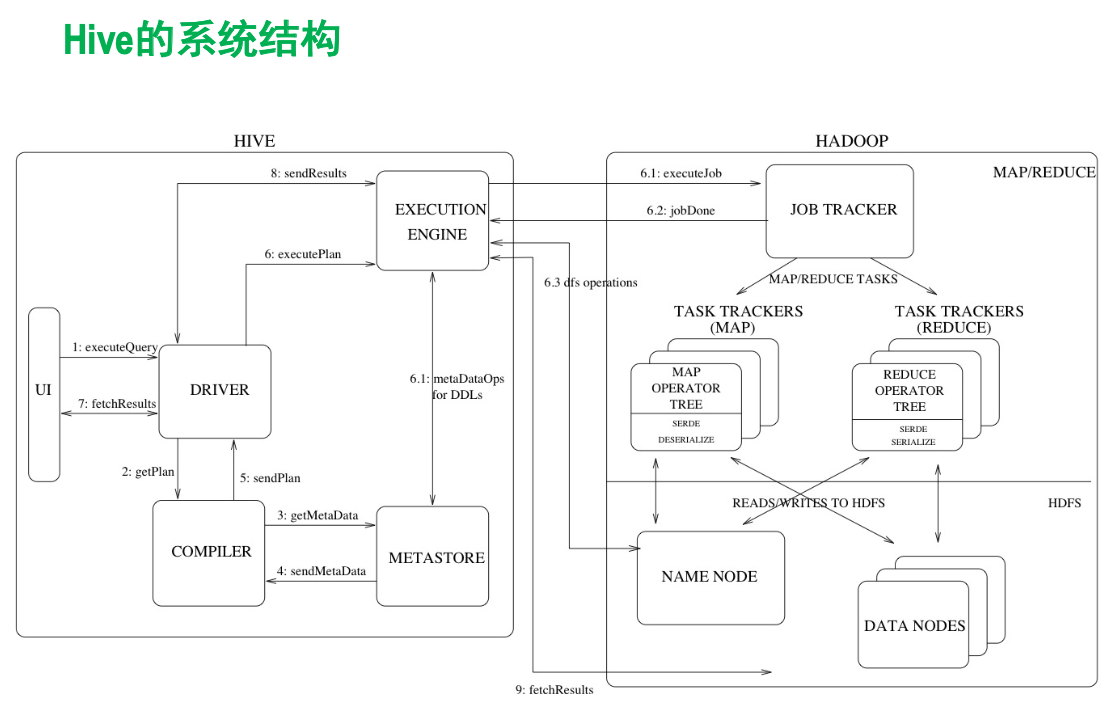 Hive的系统结构
HIVE
HADOOP
8: sendResults
EXECUTION
ENGINE
6: executePlan
6.1: executeJob
6.2: jobDone
JOB TRACKER
MAP/REDUCE
6.3 dfs operations
MAP/REDUCE TASKS
TASK TRACKERS
(MAP)
TASK TRACKERS
(REDUCE)
UI
1: executeQuery
7: fetchResults
DRIVER
6.1: metaDataOps
for DDLs
MAP
OPERATOR
TREE
SERDE
DESERIALIZE
REDUCE
OPERATOR
TREE
SERDE
SERIALIZE
2: getPlan
5: sendPlan
COMPILER
3: getMetaData
4: sendMetaData
METASTORE
READS/WRITES TO HDFS
HDFS
NAME NODE
DATA NODES
9: fetchResults